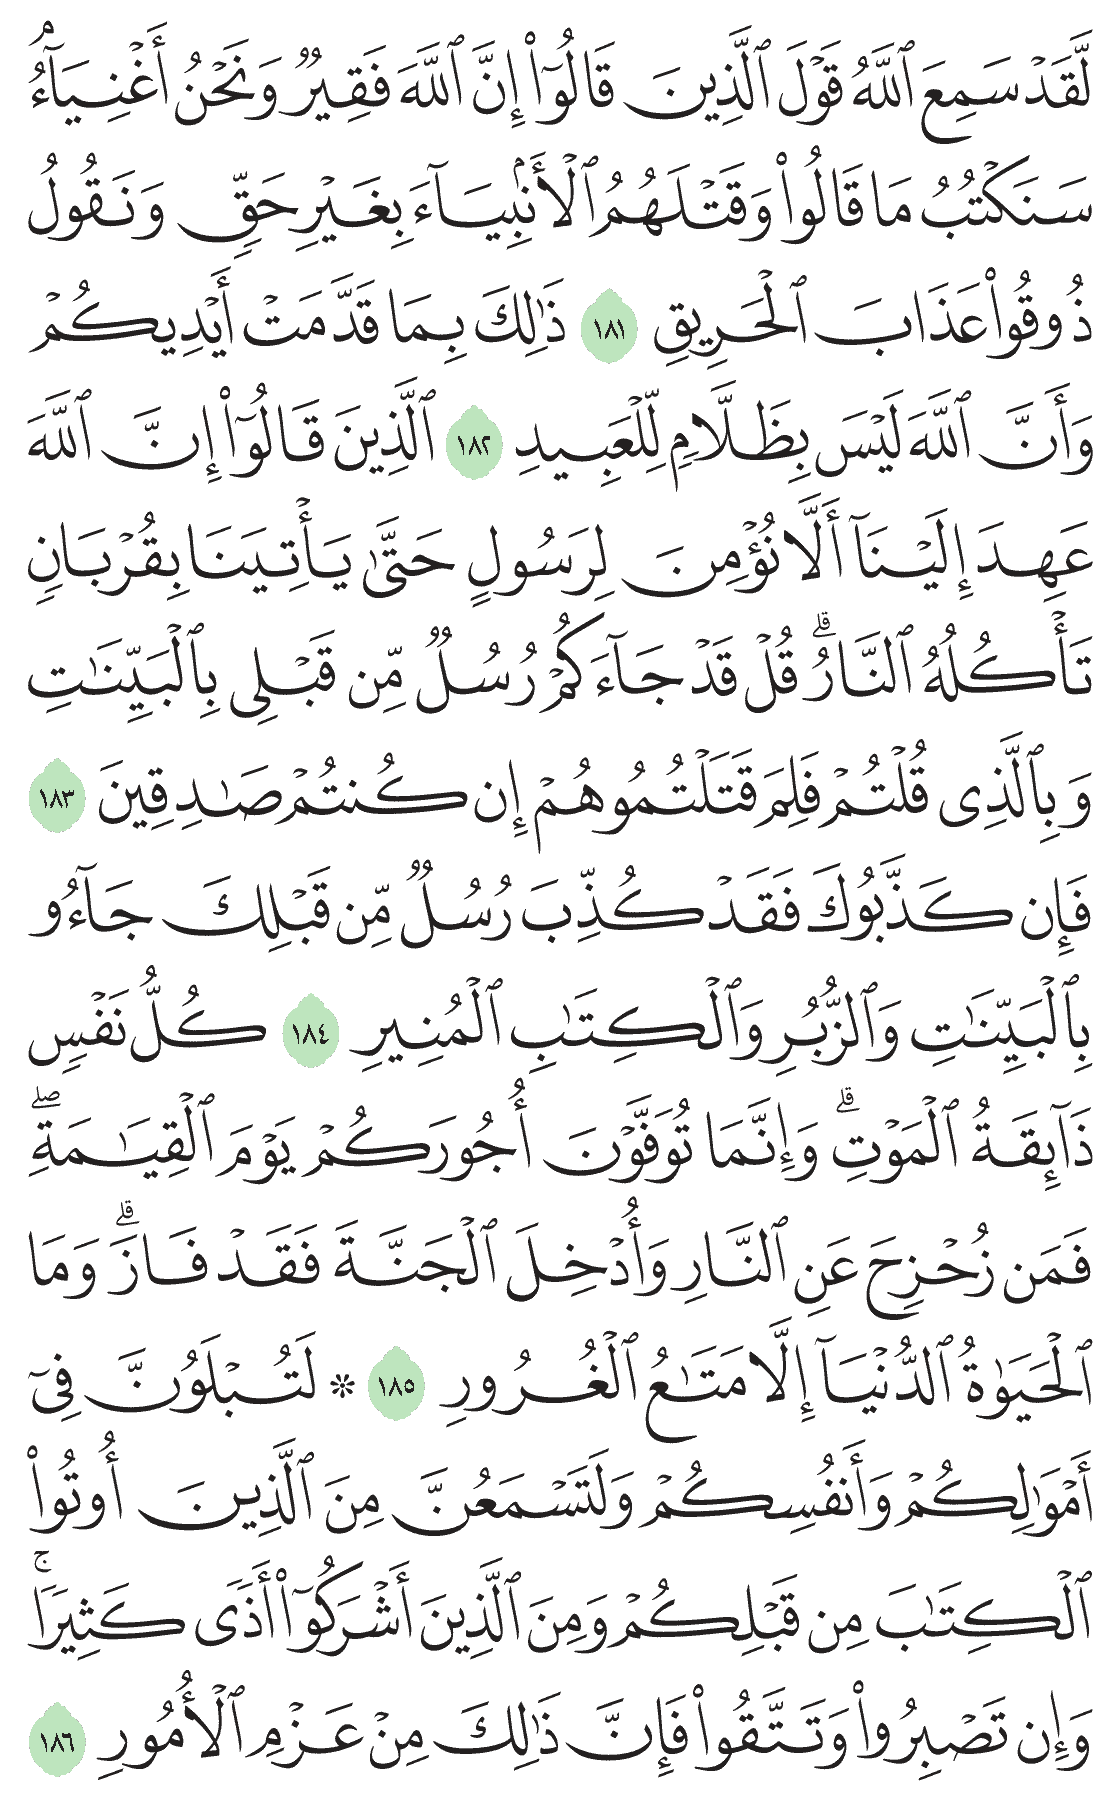 لَّقَدۡ سَمِعَ ٱللَّهُ قَوۡلَ ٱلَّذِينَ قَالُوٓاْ إِنَّ ٱللَّهَ فَقِيرٞ وَنَحۡنُ أَغۡنِيَآءُۘ
سَنَكۡتُبُ مَا قَالُواْ وَقَتۡلَهُمُ ٱلۡأَنۢبِيَآءَ بِغَيۡرِ حَقّٖ وَنَقُولُ
ذُوقُواْ عَذَابَ ٱلۡحَرِيقِ ١٨١ ذَٰلِكَ بِمَا قَدَّمَتۡ أَيۡدِيكُمۡ
وَأَنَّ ٱللَّهَ لَيۡسَ بِظَلَّامٖ لِّلۡعَبِيدِ ١٨٢ ٱلَّذِينَ قَالُوٓاْ إِنَّ ٱللَّهَ
عَهِدَ إِلَيۡنَآ أَلَّا نُؤۡمِنَ لِرَسُولٍ حَتَّىٰ يَأۡتِيَنَا بِقُرۡبَانٖ
تَأۡكُلُهُ ٱلنَّارُۗ قُلۡ قَدۡ جَآءَكُمۡ رُسُلٞ مِّن قَبۡلِي بِٱلۡبَيِّنَٰتِ
وَبِٱلَّذِي قُلۡتُمۡ فَلِمَ قَتَلۡتُمُوهُمۡ إِن كُنتُمۡ صَٰدِقِينَ ١٨٣
فَإِن كَذَّبُوكَ فَقَدۡ كُذِّبَ رُسُلٞ مِّن قَبۡلِكَ جَآءُو
بِٱلۡبَيِّنَٰتِ وَٱلزُّبُرِ وَٱلۡكِتَٰبِ ٱلۡمُنِيرِ ١٨٤ كُلُّ نَفۡسٖ
ذَآئِقَةُ ٱلۡمَوۡتِۗ وَإِنَّمَا تُوَفَّوۡنَ أُجُورَكُمۡ يَوۡمَ ٱلۡقِيَٰمَةِۖ
فَمَن زُحۡزِحَ عَنِ ٱلنَّارِ وَأُدۡخِلَ ٱلۡجَنَّةَ فَقَدۡ فَازَۗ وَمَا
ٱلۡحَيَوٰةُ ٱلدُّنۡيَآ إِلَّا مَتَٰعُ ٱلۡغُرُورِ ١٨٥ ۞ لَتُبۡلَوُنَّ فِيٓ
أَمۡوَٰلِكُمۡ وَأَنفُسِكُمۡ وَلَتَسۡمَعُنَّ مِنَ ٱلَّذِينَ أُوتُواْ
ٱلۡكِتَٰبَ مِن قَبۡلِكُمۡ وَمِنَ ٱلَّذِينَ أَشۡرَكُوٓاْ أَذٗى كَثِيرٗاۚ
وَإِن تَصۡبِرُواْ وَتَتَّقُواْ فَإِنَّ ذَٰلِكَ مِنۡ عَزۡمِ ٱلۡأُمُورِ ١٨٦